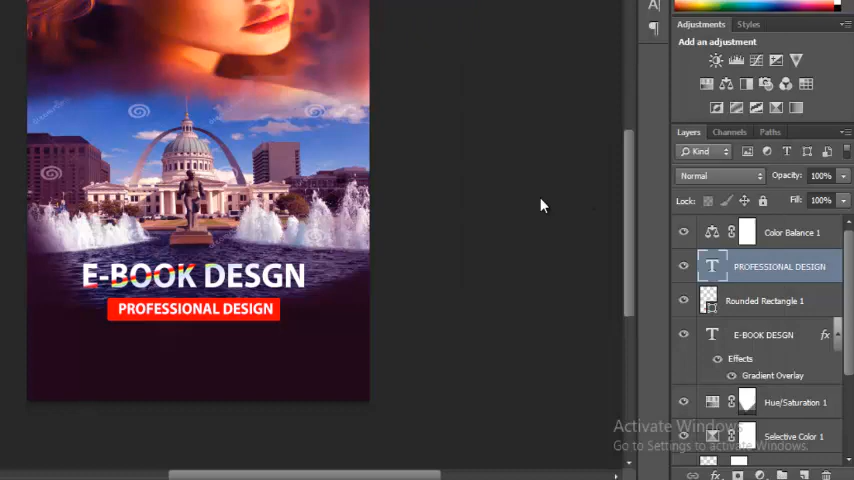 Adjustments Styles
Add an adjustment
Layers Channels Paths
Kind
Normal Opacity: 100%
Lock: Fill: 100%
Color Balance 1
PROFESSIONAL DESIGN
Rounded Rectangle 1
E-BOOK DESGN fx
Effects
Gradient Overlay
Hue/Saturation 1
Selective Color 1
Activate Windows
Go to Settings to activate Windows.
E-BOOK DESGN
PROFESSIONAL DESIGN